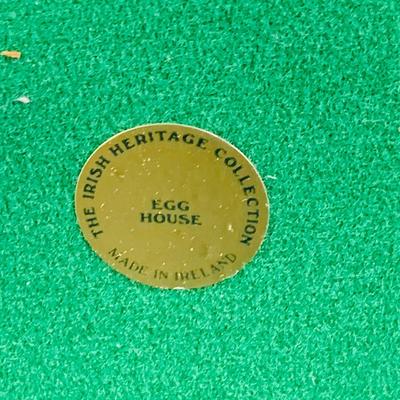 THE IRISH HERITAGE COLLECTION
EGG
HOUSE
MADE IN IRELAND